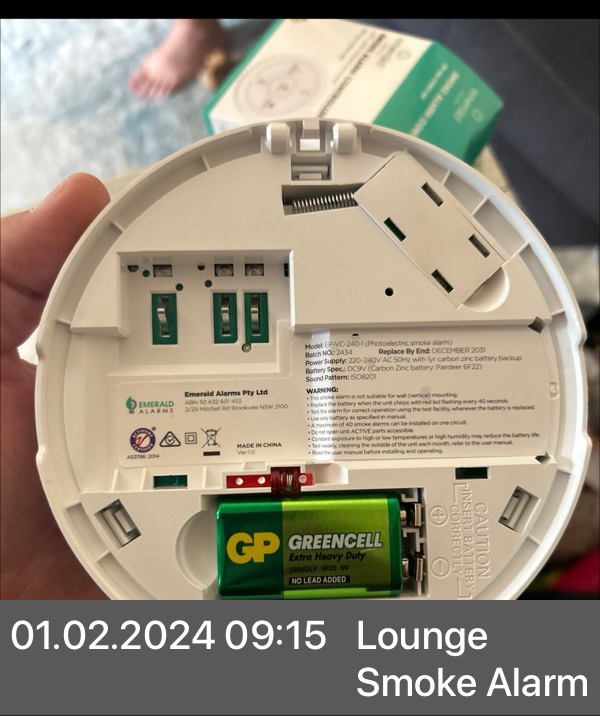 SMOKE ALARM
Model: EP-VC-240-1 (Photoelectric smoke alarm)
Batch NO.: 2434 Replace By End: DECEMBER 2031
Power Supply: 220-240V AC 50Hz with 1yr carbon zinc battery backup
Battery Spec.: DC9V (Carbon Zinc battery: Pairdeer 6F22)
Sound Pattern: ISO8201
WARNING:
• This smoke alarm is not suitable for wall (vertical) mounting.
• Replace the battery when the unit chirps with red led flashing every 40 seconds.
• Test the alarm for correct operation using the test facility, whenever the battery is replaced.
• Use only battery as specified in manual.
• A maximum of 40 smoke alarms can be installed on one circuit.
• Do not open unit ACTIVE parts accessible.
• Constant exposure to high or low temperatures or high humidity may reduce the battery life.
• Test weekly, cleaning the outside of the unit each month, refer to the user manual.
• Read the user manual before installing and operating.
EMERALD
ALARMS
Emerald Alarms Pty Ltd
ABN 50 632 601 453
2/29 Mitchell Rd Brookvale NSW 2100
AS3786: 2014
MADE IN CHINA
Ver:1.0
GP GREENCELL
Extra Heavy Duty
1604GLF 6F22 9V
NO LEAD ADDED
CAUTION
INSERT BATTERY
CORRECTLY
01.02.2024 09:15 Lounge
Smoke Alarm